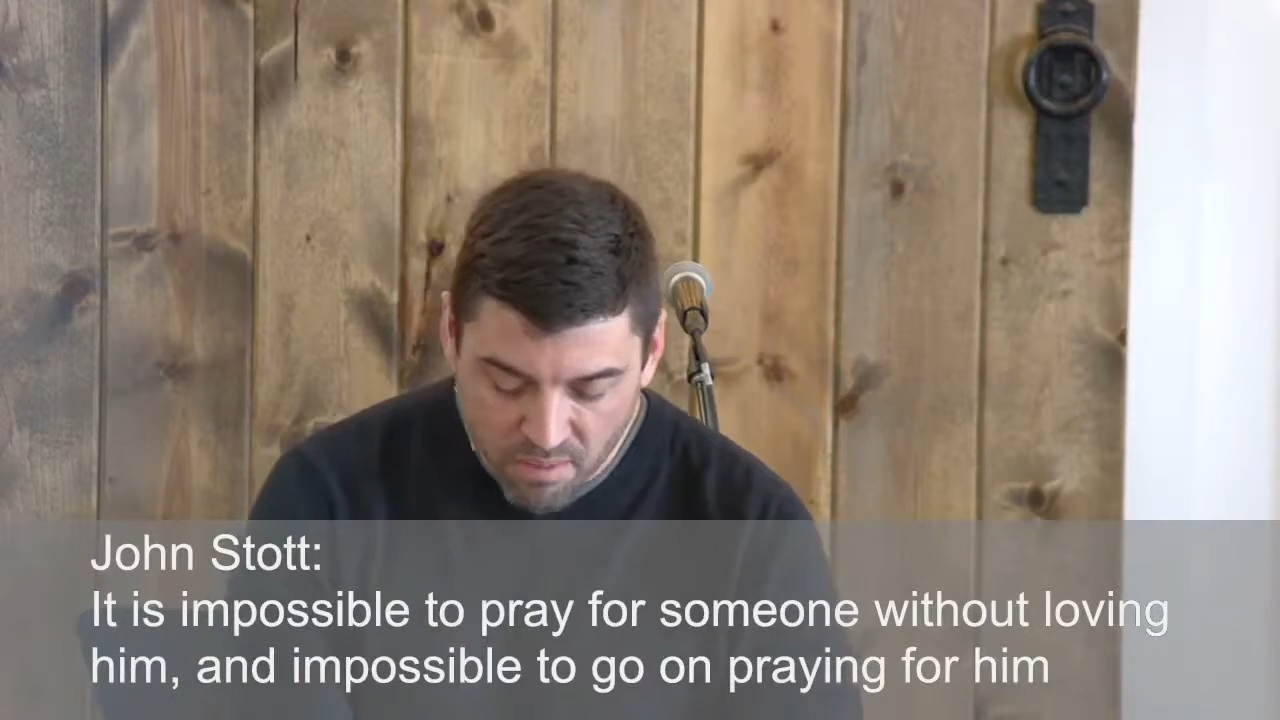 John Stott:
It is impossible to pray for someone without loving
him, and impossible to go on praying for him